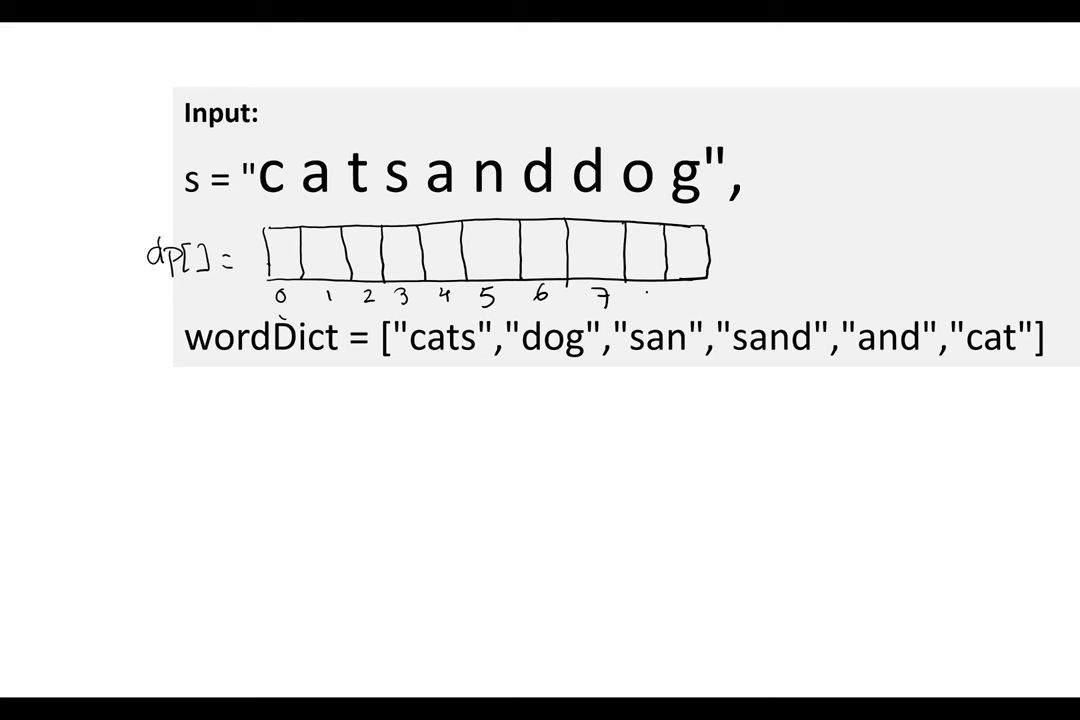 Input:
s = "c a t s a n d d o g",
dp[] =
0 1 2 3 4 5 6 7
wordDict = ["cats","dog","san","sand","and","cat"]